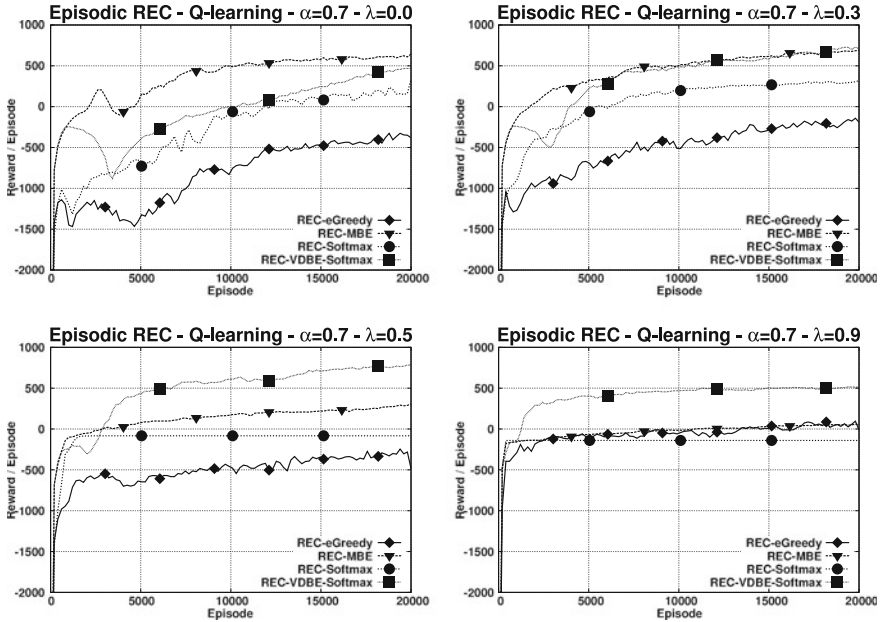 Episodic REC - Q-learning - α=0.7 - λ=0.0
1000
500
0
-500
-1000
-1500
-2000
Reward / Episode
REC-eGreedy
REC-MBE
REC-Softmax
REC-VDBE-Softmax
0 5000 10000 15000 20000
Episode
Episodic REC - Q-learning - α=0.7 - λ=0.3
1000
500
0
-500
-1000
-1500
-2000
Reward / Episode
REC-eGreedy
REC-MBE
REC-Softmax
REC-VDBE-Softmax
0 5000 10000 15000 20000
Episode
Episodic REC - Q-learning - α=0.7 - λ=0.5
1000
500
0
-500
-1000
-1500
-2000
Reward / Episode
REC-eGreedy
REC-MBE
REC-Softmax
REC-VDBE-Softmax
0 5000 10000 15000 20000
Episode
Episodic REC - Q-learning - α=0.7 - λ=0.9
1000
500
0
-500
-1000
-1500
-2000
Reward / Episode
REC-eGreedy
REC-MBE
REC-Softmax
REC-VDBE-Softmax
0 5000 10000 15000 20000
Episode